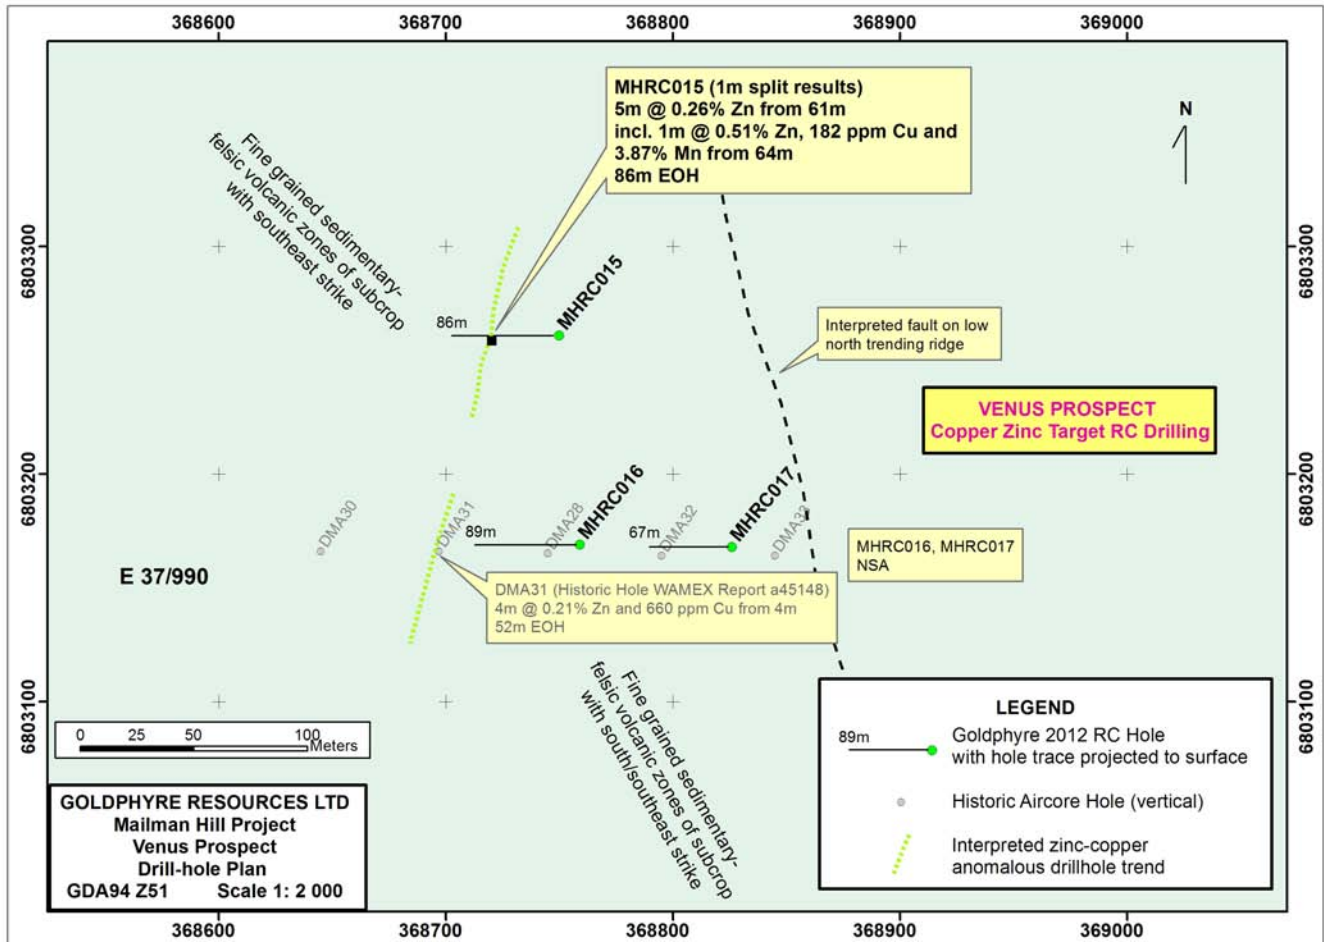 368600 368700 368800 368900 369000
MHRC015 (1m split results)
5m @ 0.26% Zn from 61m
incl. 1m @ 0.51% Zn, 182 ppm Cu and
3.87% Mn from 64m
86m EOH
N
Fine grained sedimentary-
felsic volcanic zones of subcrop
with southeast strike
6803300
6803300
86m
MHRC015
Interpreted fault on low
north trending ridge
VENUS PROSPECT
Copper Zinc Target RC Drilling
6803200
6803200
DMA30
DMA31
89m
DMA28
MHRC016
67m
DMA32
MHRC017
DMA33
MHRC016, MHRC017
NSA
E 37/990
DMA31 (Historic Hole WAMEX Report a45148)
4m @ 0.21% Zn and 660 ppm Cu from 4m
52m EOH
Fine grained sedimentary-
felsic volcanic zones of subcrop
with south/southeast strike
6803100
6803100
0 25 50 100
Meters
LEGEND
89m
Goldphyre 2012 RC Hole
with hole trace projected to surface
Historic Aircore Hole (vertical)
Interpreted zinc-copper
anomalous drillhole trend
GOLDPHYRE RESOURCES LTD
Mailman Hill Project
Venus Prospect
Drill-hole Plan
GDA94 Z51 Scale 1: 2 000
368600 368700 368800 368900 369000